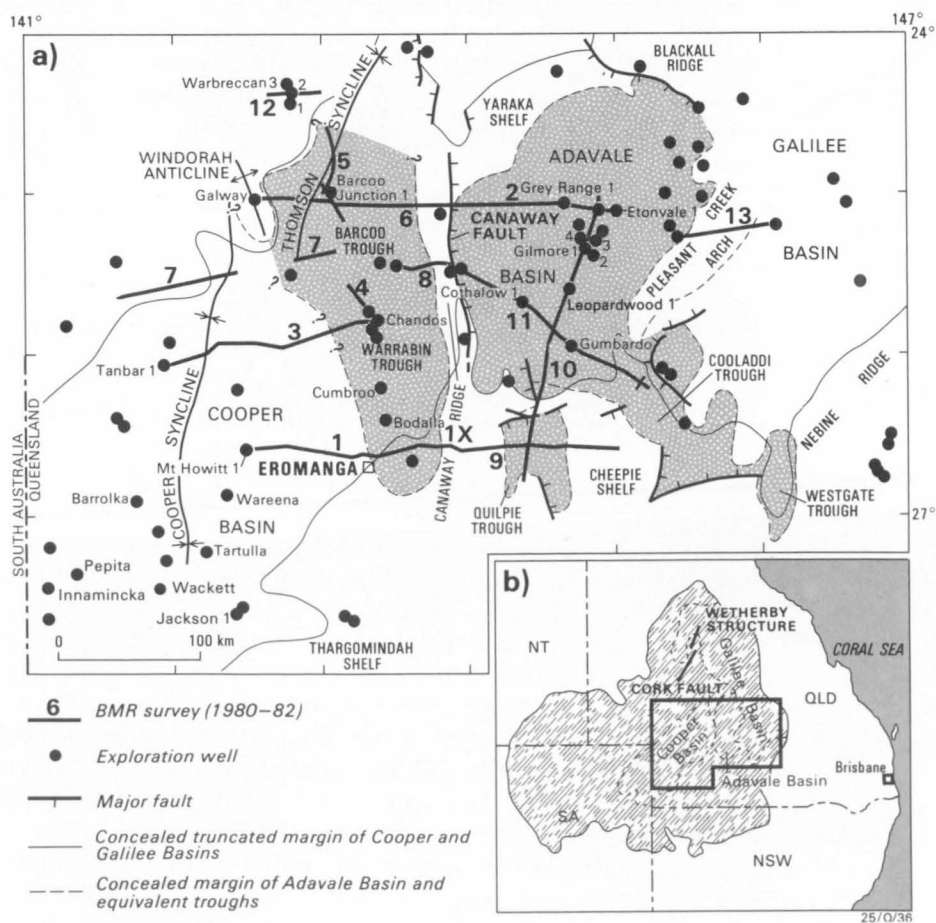 141°
147°
24°
a)
BLACKALL
RIDGE
Warbreccan 3
2
1
12
SYNCLINE
YARAKA
SHELF
WINDORAH
ANTICLINE
THOMSON
5
ADAVALE
GALILEE
Galway
Barcoo
Junction 1
2
Grey Range 1
6
CANAWAY
FAULT
Etonvale
CREEK
13
BARCOO
TROUGH
7
7
4
3
Gilmore 1
2
PLEASANT
ARCH
BASIN
8
Cothalow 1
BASIN
4
Leopardwood 1
11
3
Chandos
WARRABIN
TROUGH
Gumbardo
Tanbar 1
COOLADDI
TROUGH
10
RIDGE
SYNCLINE
COOPER
Cumbroo
RIDGE
Bodalla
NEBINE
1
1X
Mt Howitt 1
EROMANGA
9
CHEEPIE
SHELF
CANAWAY
SOUTH AUSTRALIA
QUEENSLAND
Barrolka
Wareena
COOPER
QUILPIE
TROUGH
WESTGATE
TROUGH
BASIN
27°
Tartulla
Pepita
Innamincka
Wackett
Jackson 1
0
100 km
THARGOMINDAH
SHELF
b)
WETHERBY
STRUCTURE
NT
CORAL SEA
CORK FAULT
Galilee
Basin
QLD
Cooper
Basin
Brisbane
Adavale Basin
SA
NSW
6 BMR survey (1980–82)
Exploration well
Major fault
Concealed truncated margin of Cooper and
Galilee Basins
Concealed margin of Adavale Basin and
equivalent troughs
25/O/36